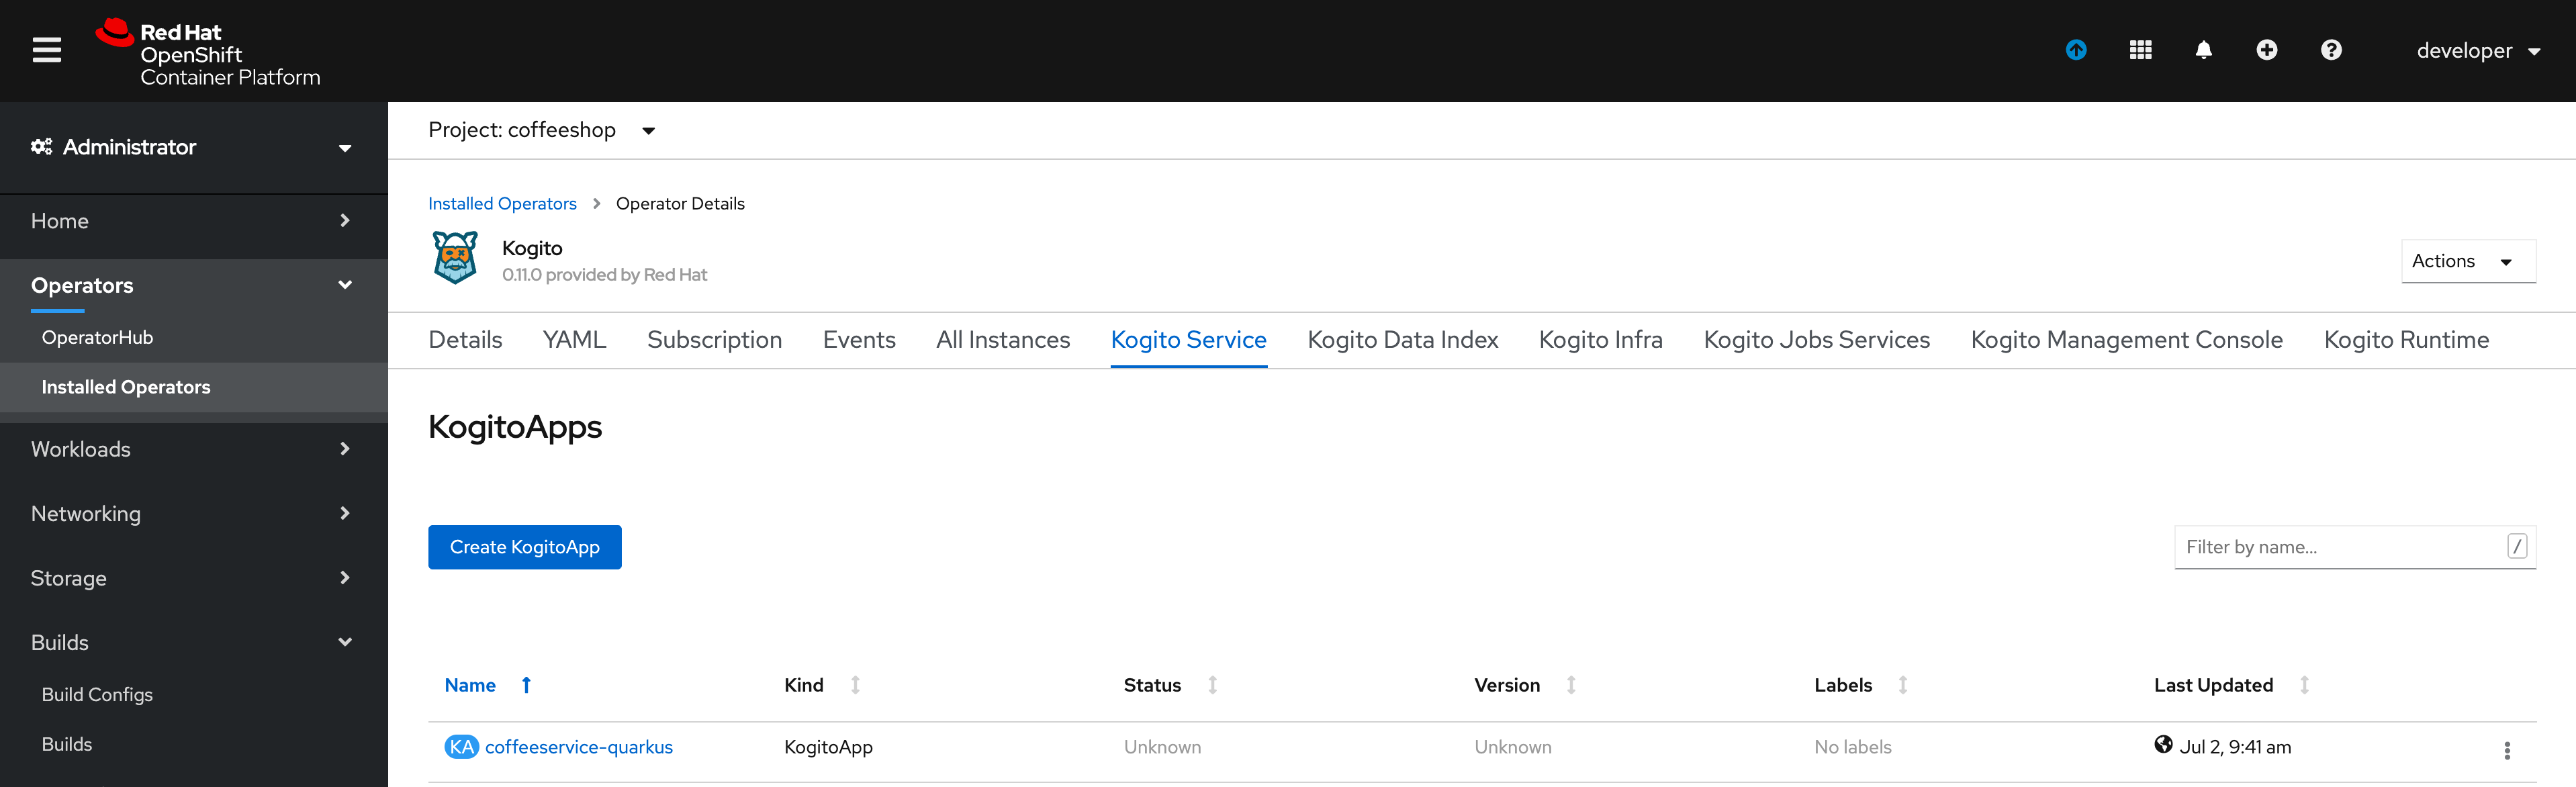 Red Hat
OpenShift
Container Platform
developer
Administrator
Home
Operators
OperatorHub
Installed Operators
Workloads
Networking
Storage
Builds
Build Configs
Builds
Project: coffeeshop
Installed Operators > Operator Details
Kogito
0.11.0 provided by Red Hat
Actions
Details YAML Subscription Events All Instances Kogito Service Kogito Data Index Kogito Infra Kogito Jobs Services Kogito Management Console Kogito Runtime
KogitoApps
Create KogitoApp
Filter by name... /
Name Kind Status Version Labels Last Updated
KA coffeeservice-quarkus KogitoApp Unknown Unknown No labels Jul 2, 9:41 am